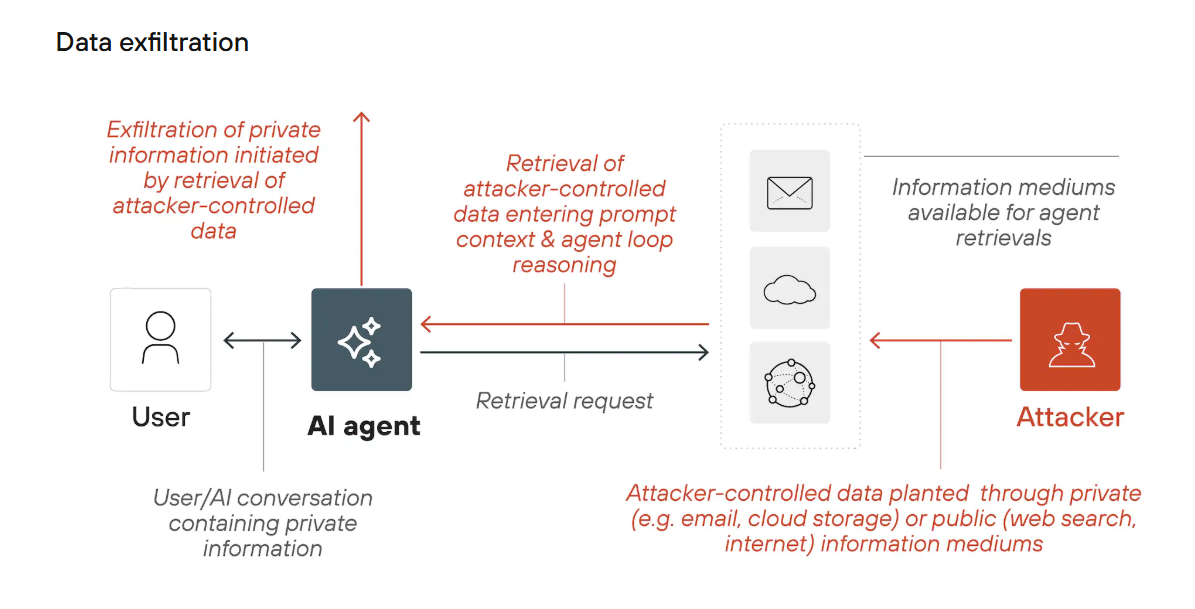 Data exfiltration
Exfiltration of private
information initiated
by retrieval of
attacker-controlled
data
Retrieval of
attacker-controlled
data entering prompt
context & agent loop
reasoning
Information mediums
available for agent
retrievals
User
AI agent
Retrieval request
Attacker
User/AI conversation
containing private
information
Attacker-controlled data planted through private
(e.g. email, cloud storage) or public (web search,
internet) information mediums